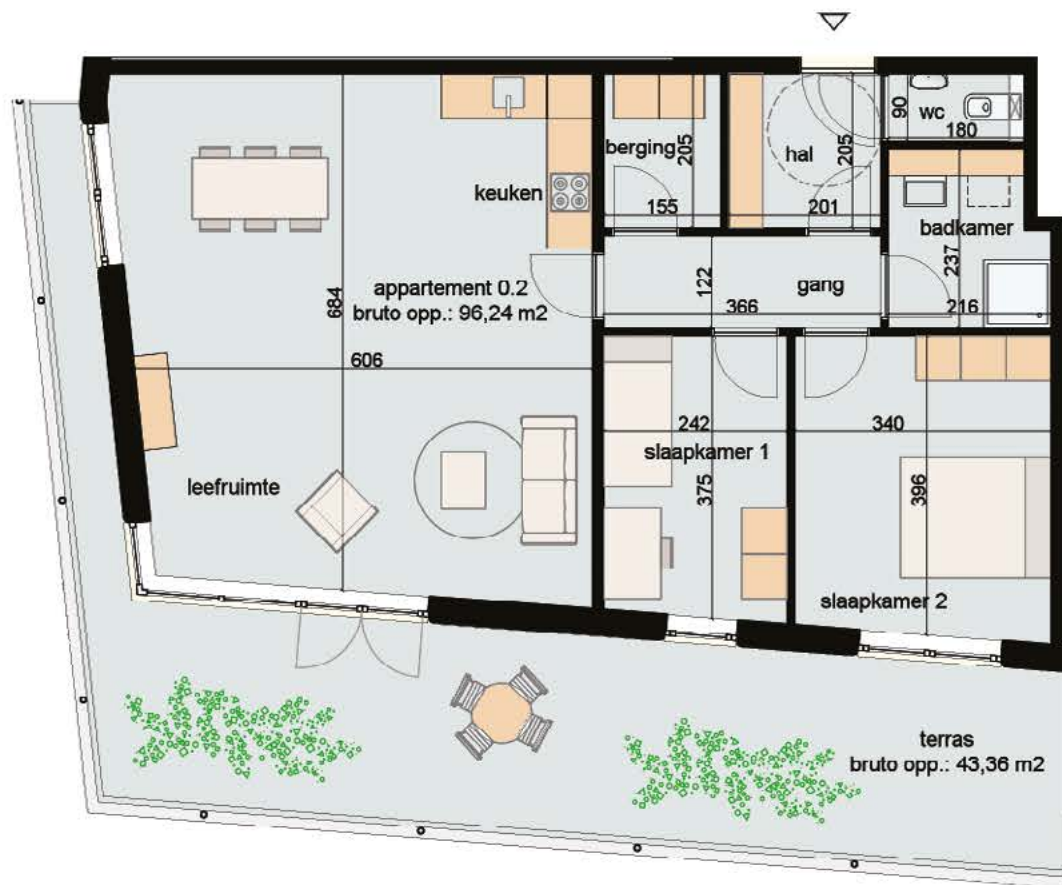 wc
90
180
berging
205
hal
205
keuken
155
201
badkamer
237
appartement 0.2
bruto opp.: 96,24 m2
684
122
gang
366
216
606
242
340
slaapkamer 1
375
396
leefruimte
slaapkamer 2
terras
bruto opp.: 43,36 m2